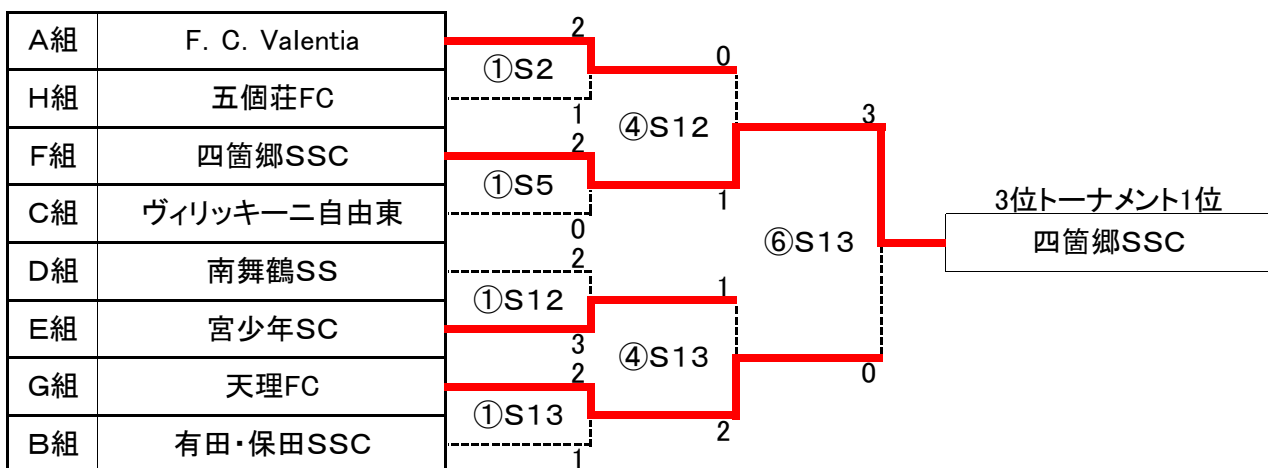 A組 F. C. Valentia
H組 五個荘FC
F組 四箇郷SSC
C組 ヴィリッキーニ自由東
D組 南舞鶴SS
E組 宮少年SC
G組 天理FC
B組 有田・保田SSC
2
①S2
1
2
①S5
0
2
①S12
3
2
①S13
1
0
④S12
1
1
④S13
2
3
⑥S13
0
3位トーナメント1位
四箇郷SSC